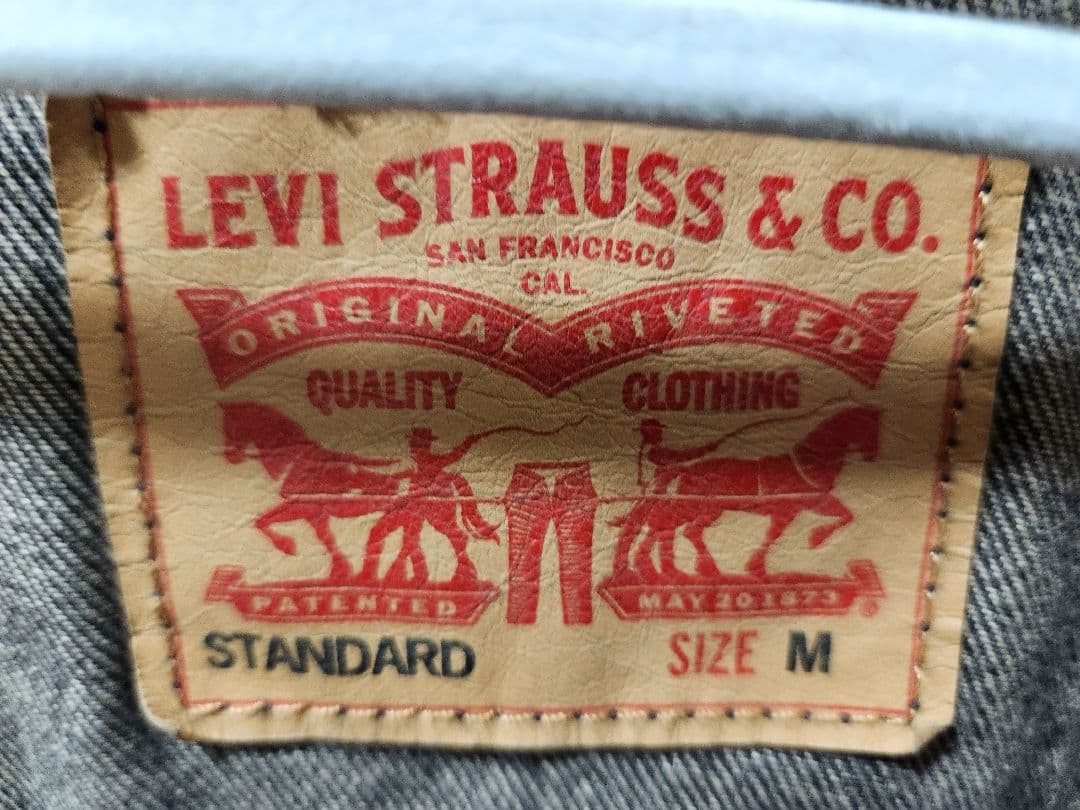 LEVI STRAUSS & CO.
SAN FRANCISCO
CAL.
ORIGINAL RIVETED
QUALITY CLOTHING
PATENTED MAY 20 1873
STANDARD SIZE M